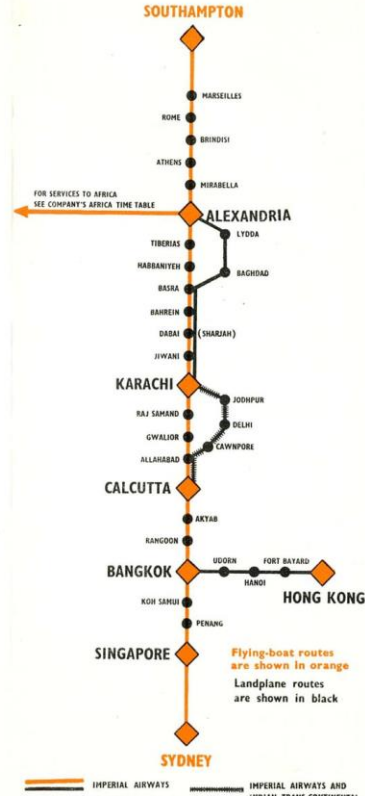 SOUTHAMPTON
MARSEILLES
ROME
BRINDISI
ATHENS
MIRABELLA
FOR SERVICES TO AFRICA
SEE COMPANY'S AFRICA TIME TABLE
ALEXANDRIA
LYDDA
TIBERIAS
HABBANIYEH
BAGHDAD
BASRA
BAHREIN
DABAI (SHARJAH)
JIWANI
KARACHI
JODHPUR
RAJ SAMAND
DELHI
GWALIOR
CAWNPORE
ALLAHABAD
CALCUTTA
AKYAB
RANGOON
UDORN FORT BAYARD
BANGKOK
HANOI
HONG KONG
KOH SAMUI
PENANG
SINGAPORE
Flying-boat routes
are shown in orange
Landplane routes
are shown in black
SYDNEY
IMPERIAL AIRWAYS
IMPERIAL AIRWAYS AND
INDIAN TRANS-CONTINENTAL